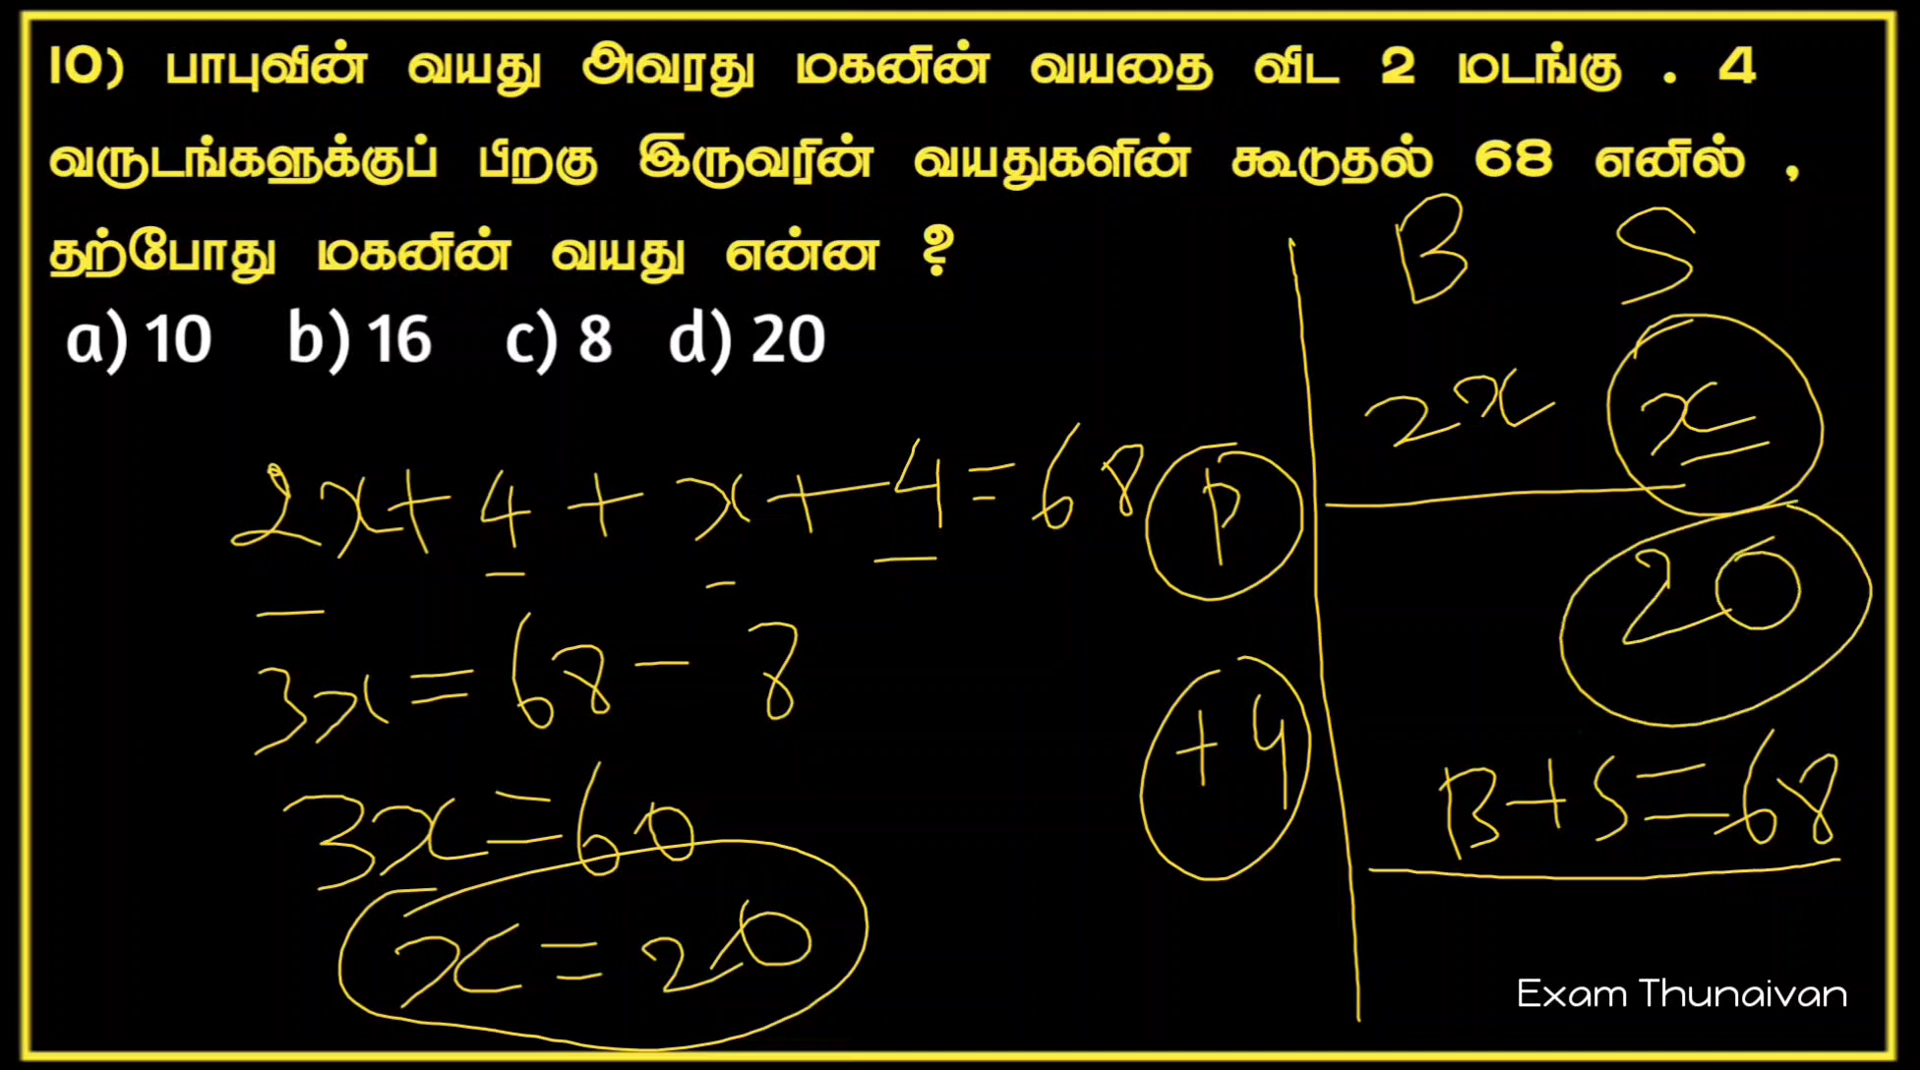 10) பாபுவின் வயது அவரது மகனின் வயதை விட 2 மடங்கு . 4
வருடங்களுக்குப் பிறகு இருவரின் வயதுகளின் கூடுதல் 68 எனில் ,
தற்போது மகனின் வயது என்ன ?
a) 10 b) 16 c) 8 d) 20
B S
2x x
2x + 4 + x + 4 = 68
P
20
3x = 68 - 8
+4
B + S = 68
3x = 60
x = 20
Exam Thunaivan